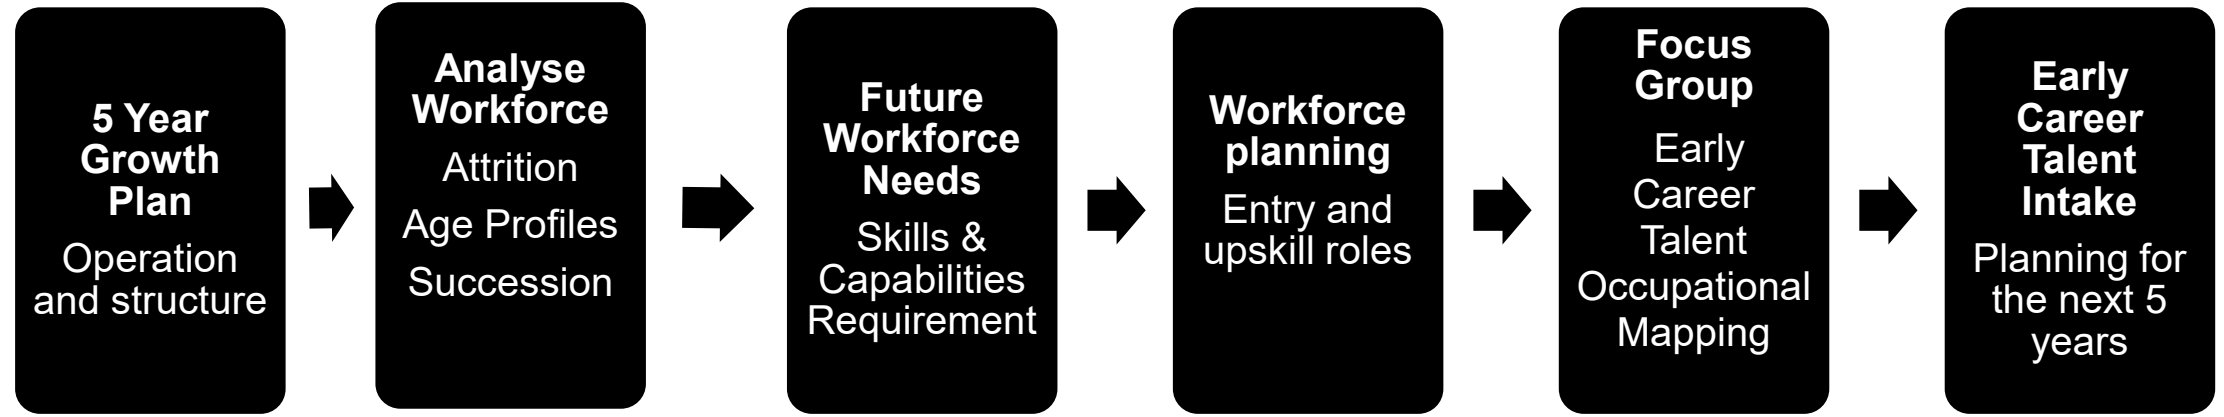 5 Year
Growth
Plan
Operation
and structure
Analyse
Workforce
Attrition
Age Profiles
Succession
Future
Workforce
Needs
Skills &
Capabilities
Requirement
Workforce
planning
Entry and
upskill roles
Focus
Group
Early
Career
Talent
Occupational
Mapping
Early
Career
Talent
Intake
Planning for
the next 5
years